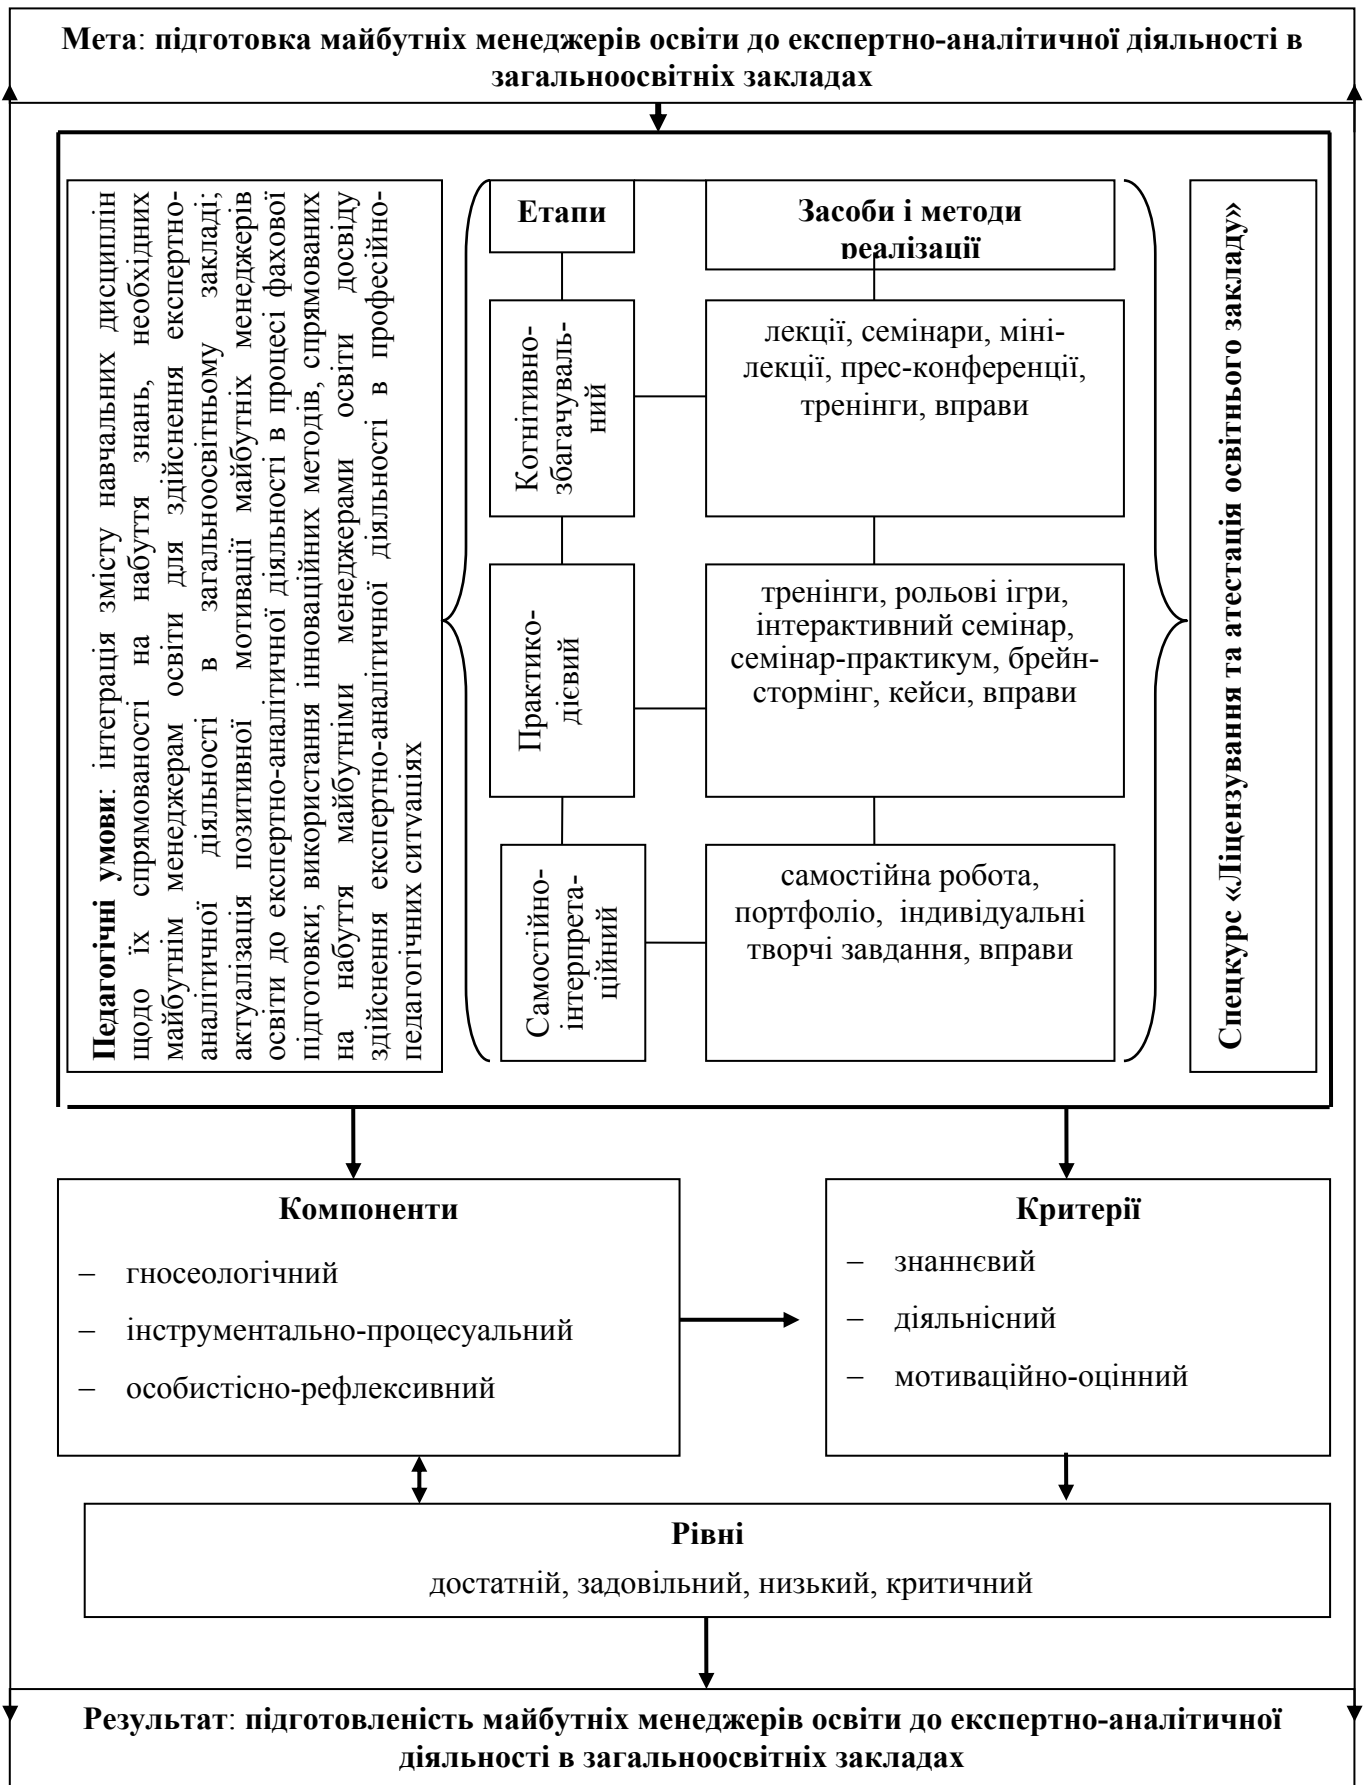 Мета: підготовка майбутніх менеджерів освіти до експертно-аналітичної діяльності в
загальноосвітніх закладах
Педагогічні умови: інтеграція змісту навчальних дисциплін
щодо їх спрямованості на набуття знань, необхідних
майбутнім менеджерам освіти для здійснення експертно-
аналітичної діяльності в загальноосвітньому закладі;
актуалізація позитивної мотивації майбутніх менеджерів
освіти до експертно-аналітичної діяльності в процесі фахової
підготовки; використання інноваційних методів, спрямованих
на набуття майбутніми менеджерами освіти досвіду
здійснення експертно-аналітичної діяльності в професійно-
педагогічних ситуаціях
Етапи
Засоби і методи
реалізації
Когнітивно-
збагачуваль-
ний
лекції, семінари, міні-
лекції, прес-конференції,
тренінги, вправи
Практико-
дієвий
тренінги, рольові ігри,
інтерактивний семінар,
семінар-практикум, брейн-
стормінг, кейси, вправи
Самостійно-
інтерпрета-
ційний
самостійна робота,
портфоліо, індивідуальні
творчі завдання, вправи
Спецкурс «Ліцензування та атестація освітнього закладу»
Компоненти
– гносеологічний
– інструментально-процесуальний
– особистісно-рефлексивний
Критерії
– знаннєвий
– діяльнісний
– мотиваційно-оцінний
Рівні
достатній, задовільний, низький, критичний
Результат: підготовленість майбутніх менеджерів освіти до експертно-аналітичної
діяльності в загальноосвітніх закладах